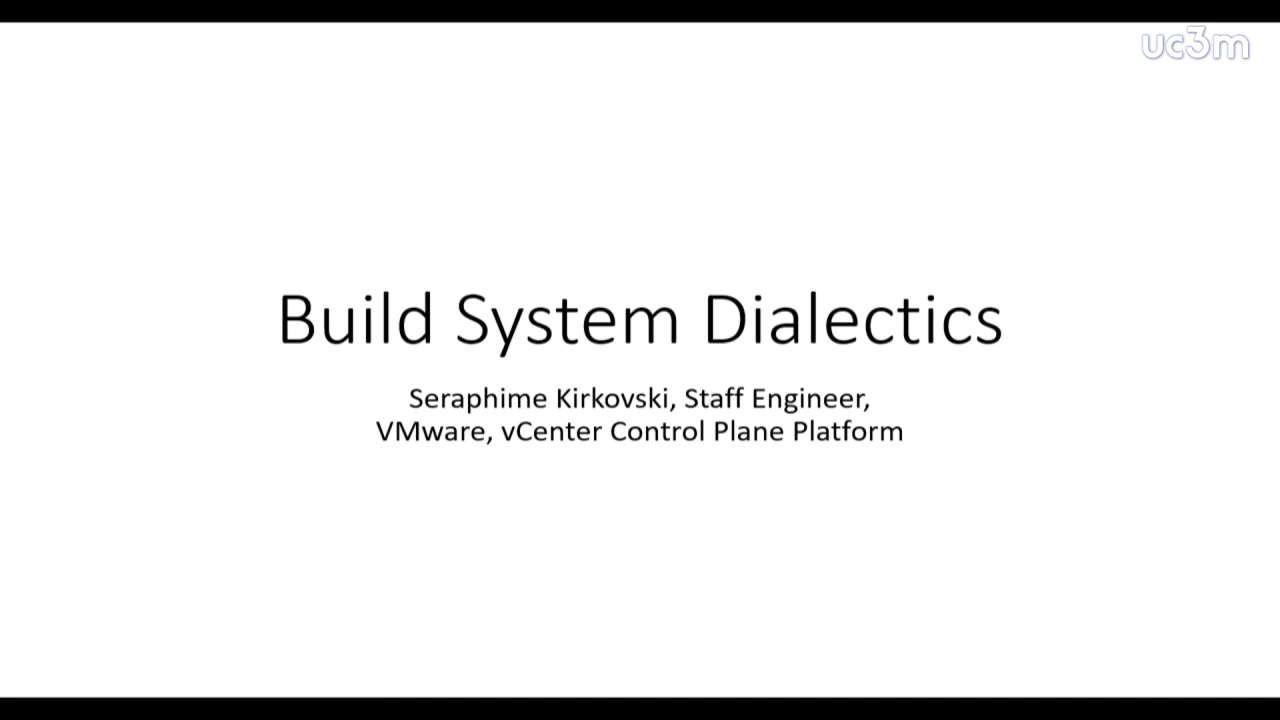 uc3m
Build System Dialectics
Seraphime Kirkovski, Staff Engineer,
VMware, vCenter Control Plane Platform